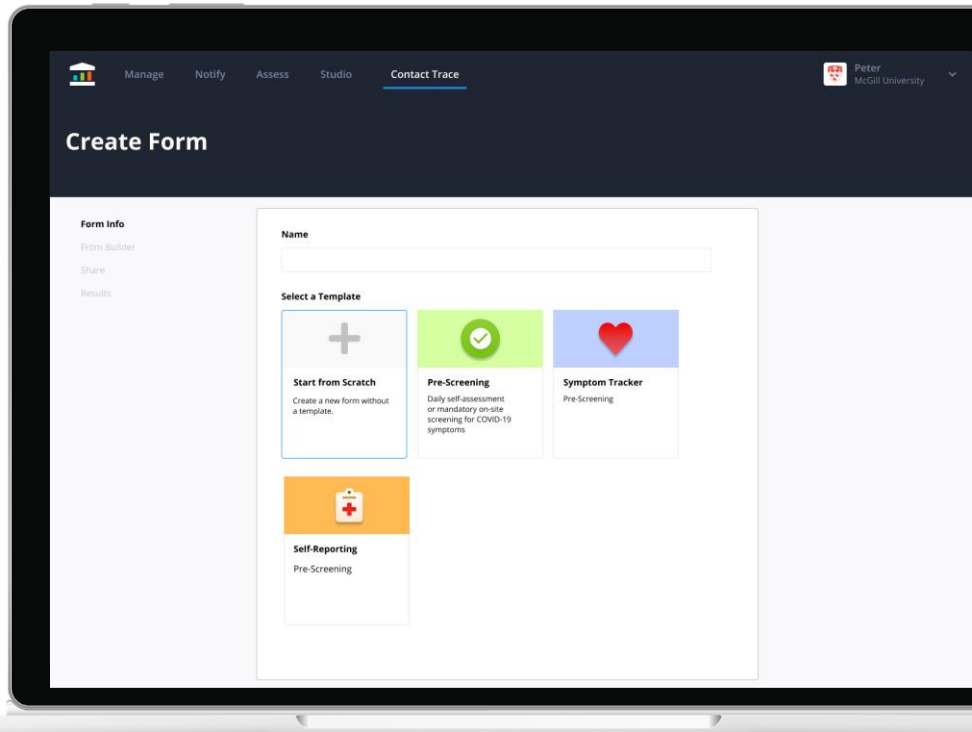 Manage Notify Assess Studio Contact Trace
Peter
McGill University
Create Form
Form Info
From Builder
Share
Results
Name
Select a Template
Start from Scratch
Create a new form without
a template.
Pre-Screening
Daily self-assessment
or mandatory on-site
screening for COVID-19
symptoms
Symptom Tracker
Pre-Screening
Self-Reporting
Pre-Screening